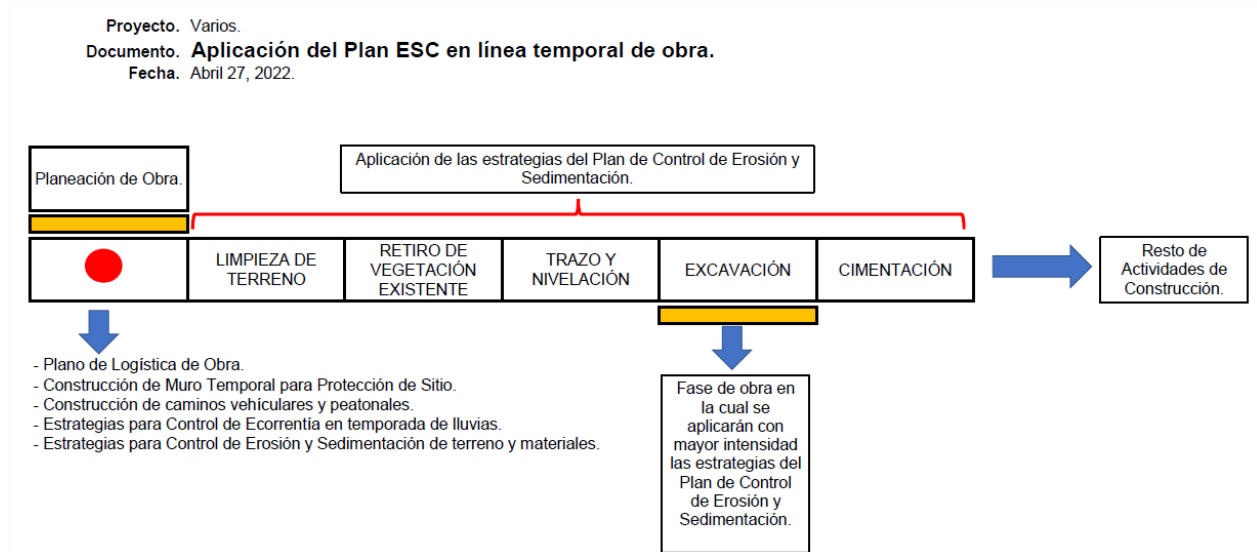 Proyecto. Varios.
Documento. Aplicación del Plan ESC en línea temporal de obra.
Fecha. Abril 27, 2022.
Planeación de Obra.
Aplicación de las estrategias del Plan de Control de Erosión y
Sedimentación.
LIMPIEZA DE
TERRENO
RETIRO DE
VEGETACIÓN
EXISTENTE
TRAZO Y
NIVELACIÓN
EXCAVACIÓN
CIMENTACIÓN
Resto de
Actividades de
Construcción.
- Plano de Logística de Obra.
- Construcción de Muro Temporal para Protección de Sitio.
- Construcción de caminos vehículares y peatonales.
- Estrategias para Control de Ecorrentía en temporada de lluvias.
- Estrategias para Control de Erosión y Sedimentación de terreno y materiales.
Fase de obra en
la cual se
aplicarán con
mayor intensidad
las estrategias del
Plan de Control
de Erosión y
Sedimentación.